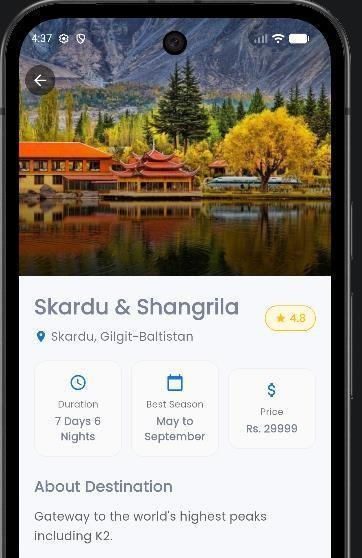 4:37
Skardu & Shangrila
★ 4.8
Skardu, Gilgit-Baltistan
Duration
7 Days 6
Nights
Best Season
May to
September
$
Price
Rs. 29999
About Destination
Gateway to the world's highest peaks
including K2.